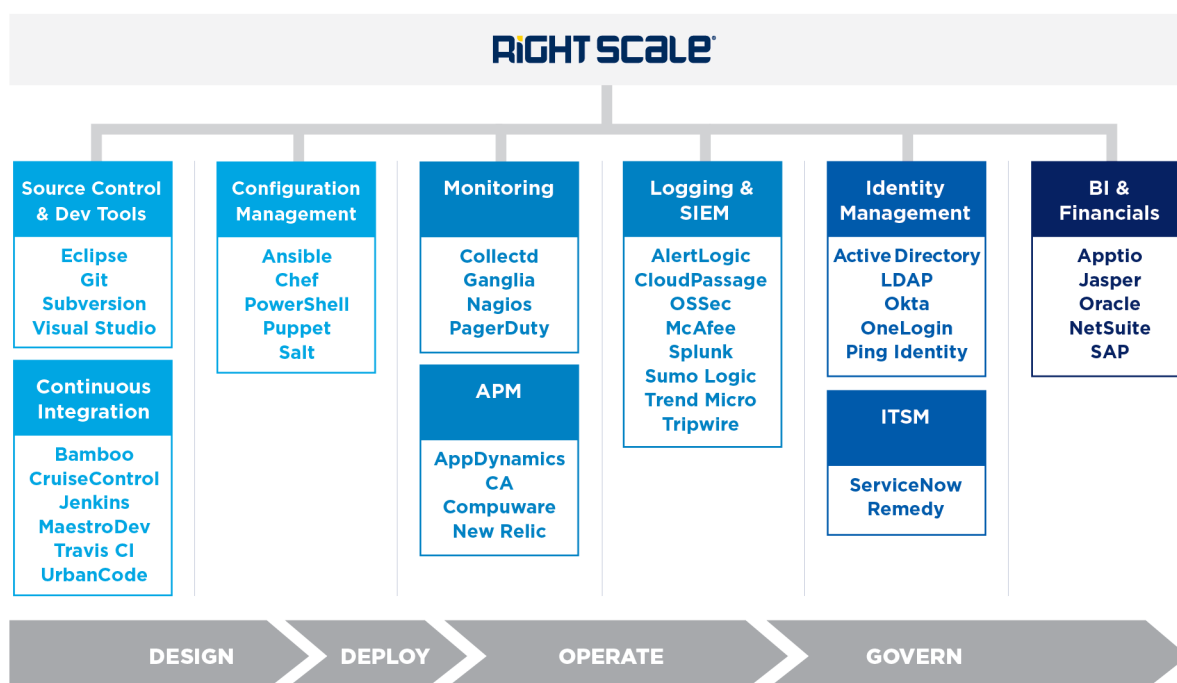 RIGHT SCALE®
Source Control
& Dev Tools
Eclipse
Git
Subversion
Visual Studio
Continuous
Integration
Bamboo
CruiseControl
Jenkins
MaestroDev
Travis CI
UrbanCode
Configuration
Management
Ansible
Chef
PowerShell
Puppet
Salt
Monitoring
Collectd
Ganglia
Nagios
PagerDuty
APM
AppDynamics
CA
Compuware
New Relic
Logging &
SIEM
AlertLogic
CloudPassage
OSSec
McAfee
Splunk
Sumo Logic
Trend Micro
Tripwire
Identity
Management
Active Directory
LDAP
Okta
OneLogin
Ping Identity
ITSM
ServiceNow
Remedy
BI &
Financials
Apptio
Jasper
Oracle
NetSuite
SAP
DESIGN
DEPLOY
OPERATE
GOVERN